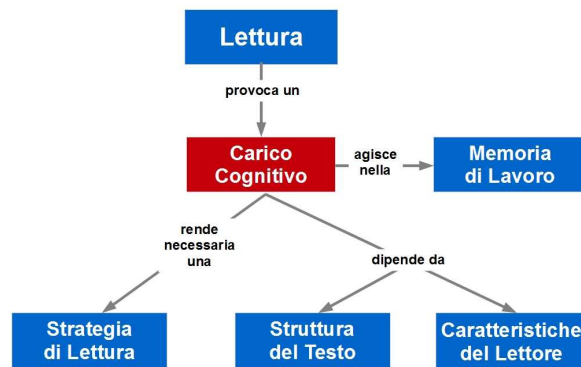 Lettura
provoca un
Carico
Cognitivo
agisce
nella
Memoria
di Lavoro
rende
necessaria
una
dipende da
Strategia
di Lettura
Struttura
del Testo
Caratteristiche
del Lettore